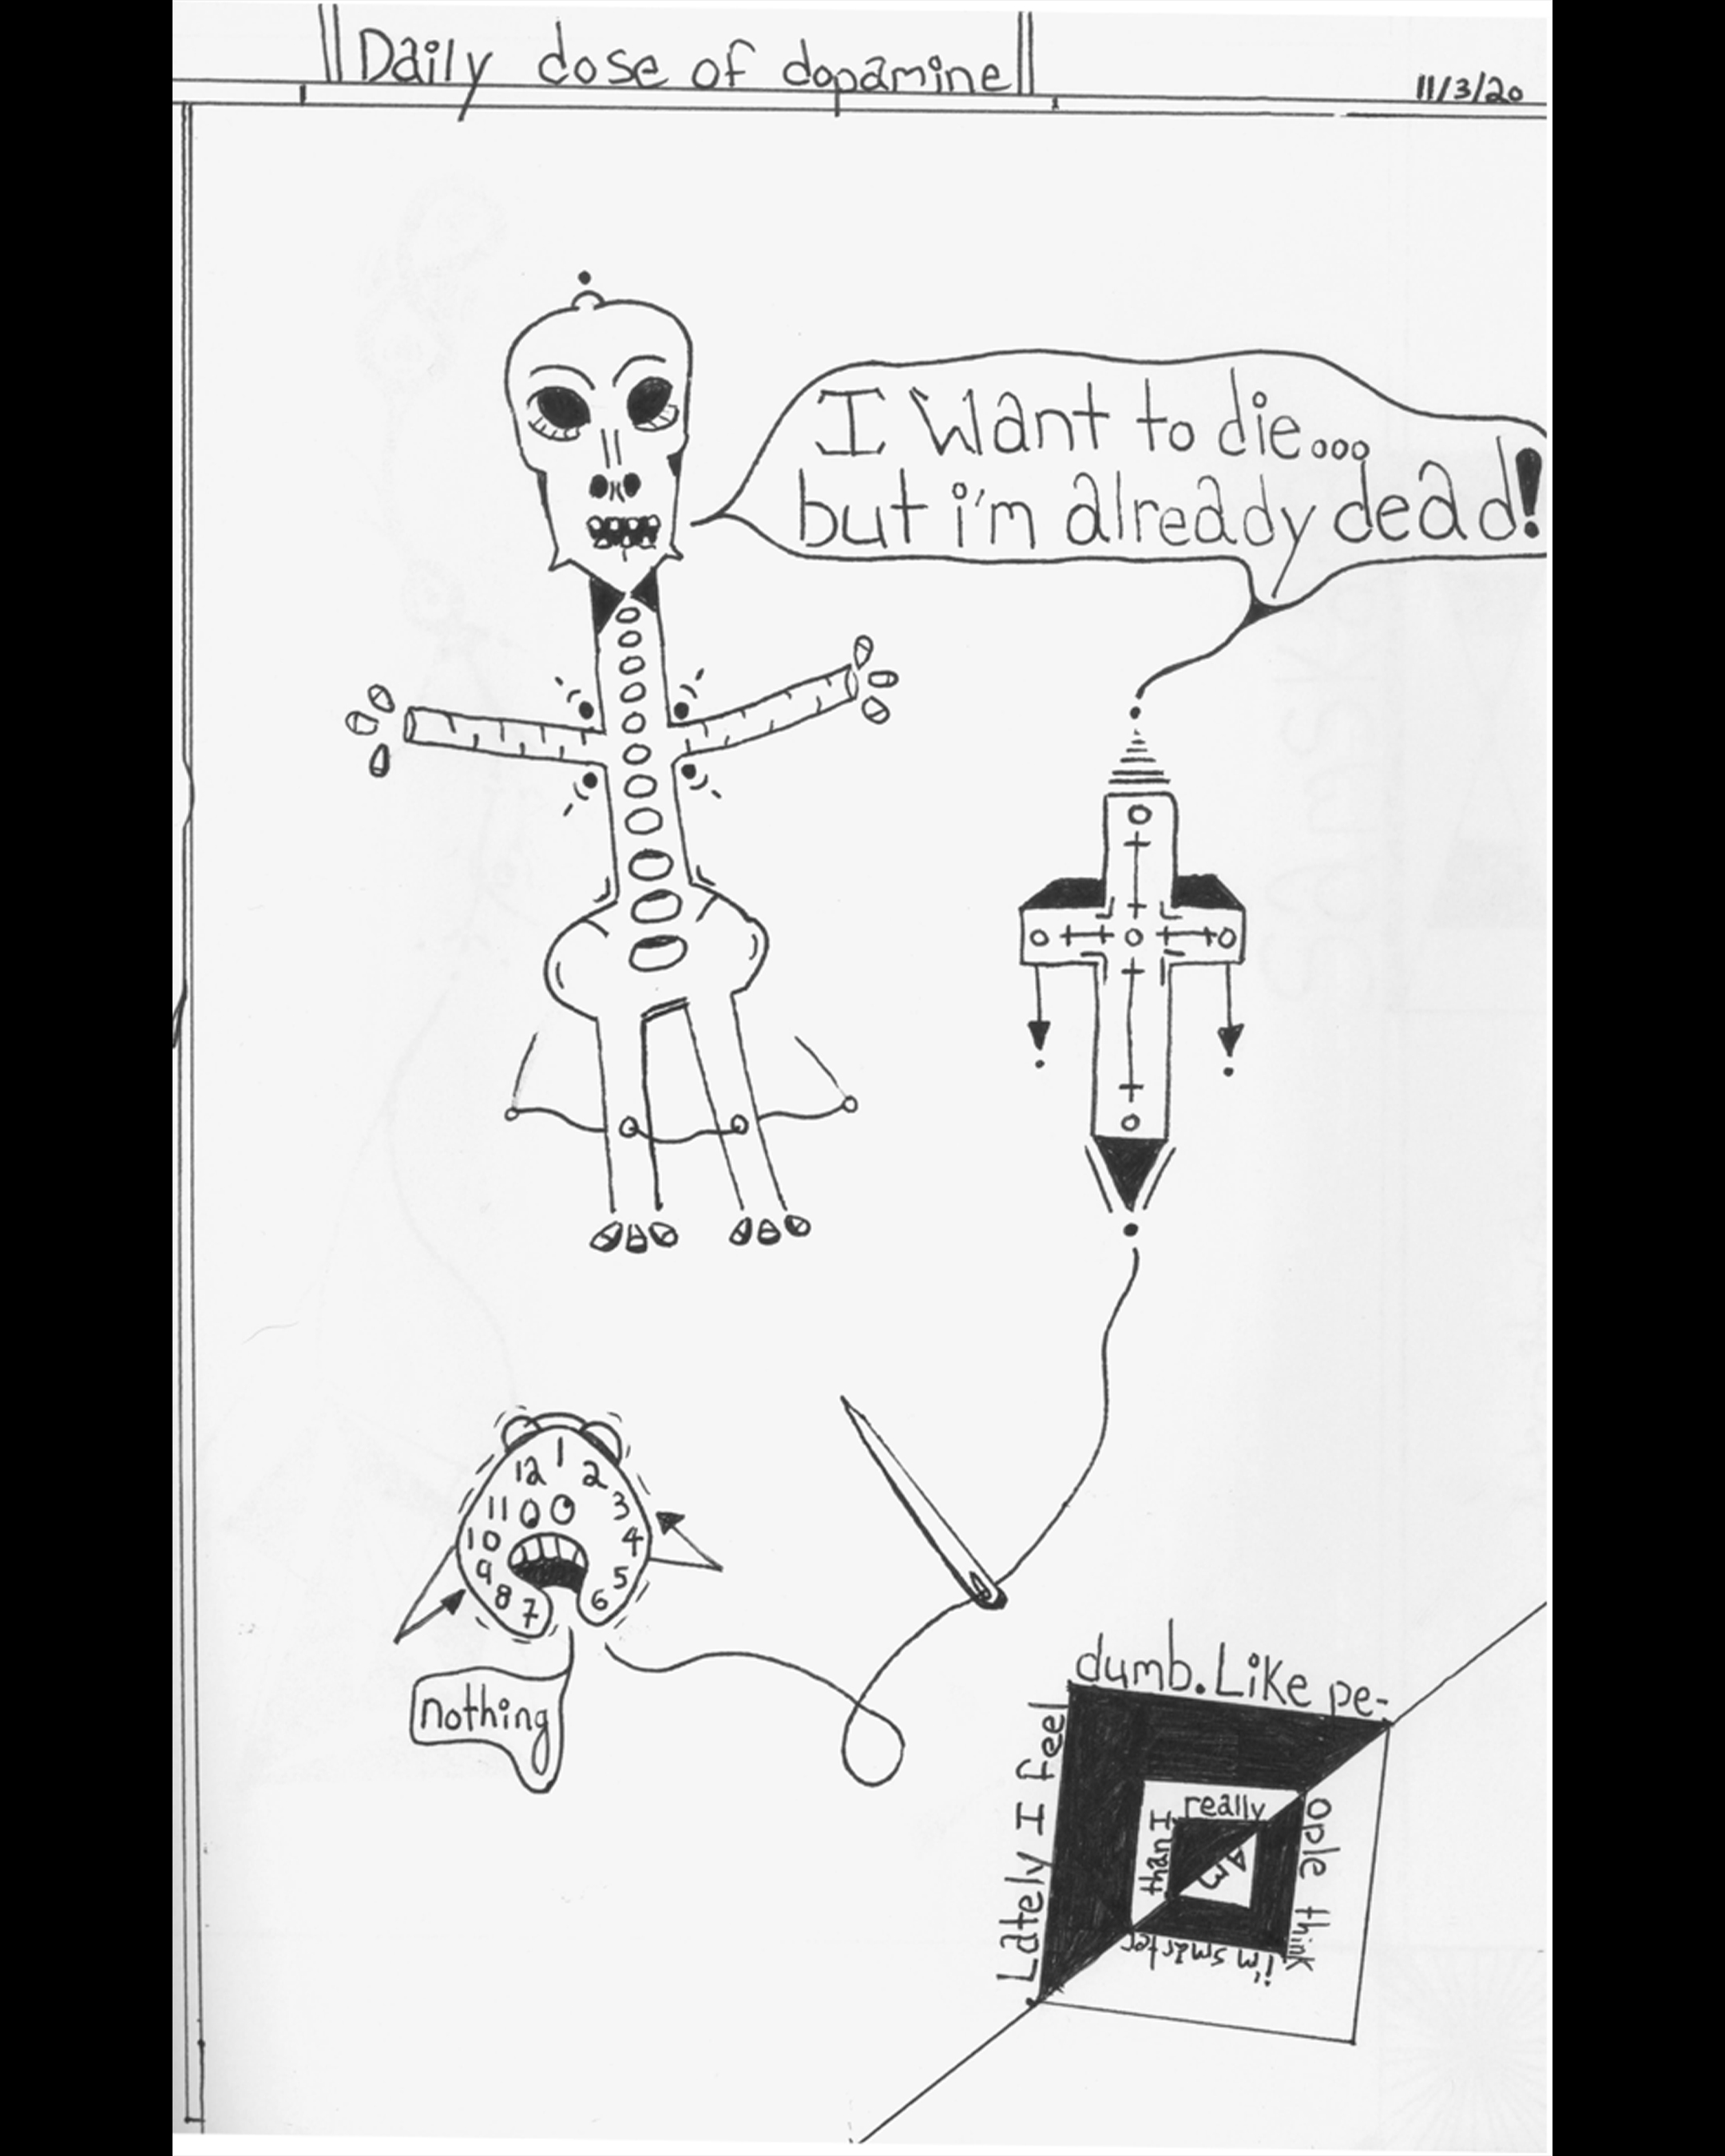 Daily dose of dopamine
11/3/20
I want to die...
but i'm already dead!
12 1 2
11 3
10 4
9 5
8 6
7
nothing
Lately I feel
dumb. Like pe-
ople think
i'm smarter
than I
really
am